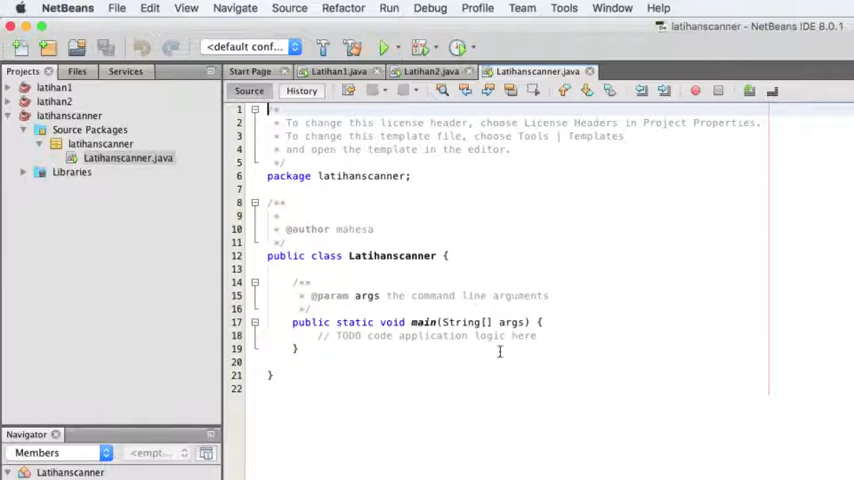 NetBeans File Edit View Navigate Source Refactor Run Debug Profile Team Tools Window Help
latihanscanner - NetBeans IDE 8.0.1
<default conf...
Projects Files Services
Start Page Latihan1.java Latihan2.java Latihanscanner.java
Source History
latihan1
latihan2
latihanscanner
Source Packages
latihanscanner
Latihanscanner.java
Libraries
1 /*
2 * To change this license header, choose License Headers in Project Properties.
3 * To change this template file, choose Tools | Templates
4 * and open the template in the editor.
5 */
6 package latihanscanner;
7
8 /**
9 *
10 * @author mahesa
11 */
12 public class Latihanscanner {
13
14 /**
15 * @param args the command line arguments
16 */
17 public static void main(String[] args) {
18 // TODO code application logic here
19 }
20
21 }
22
Navigator
Members <empt...
Latihanscanner